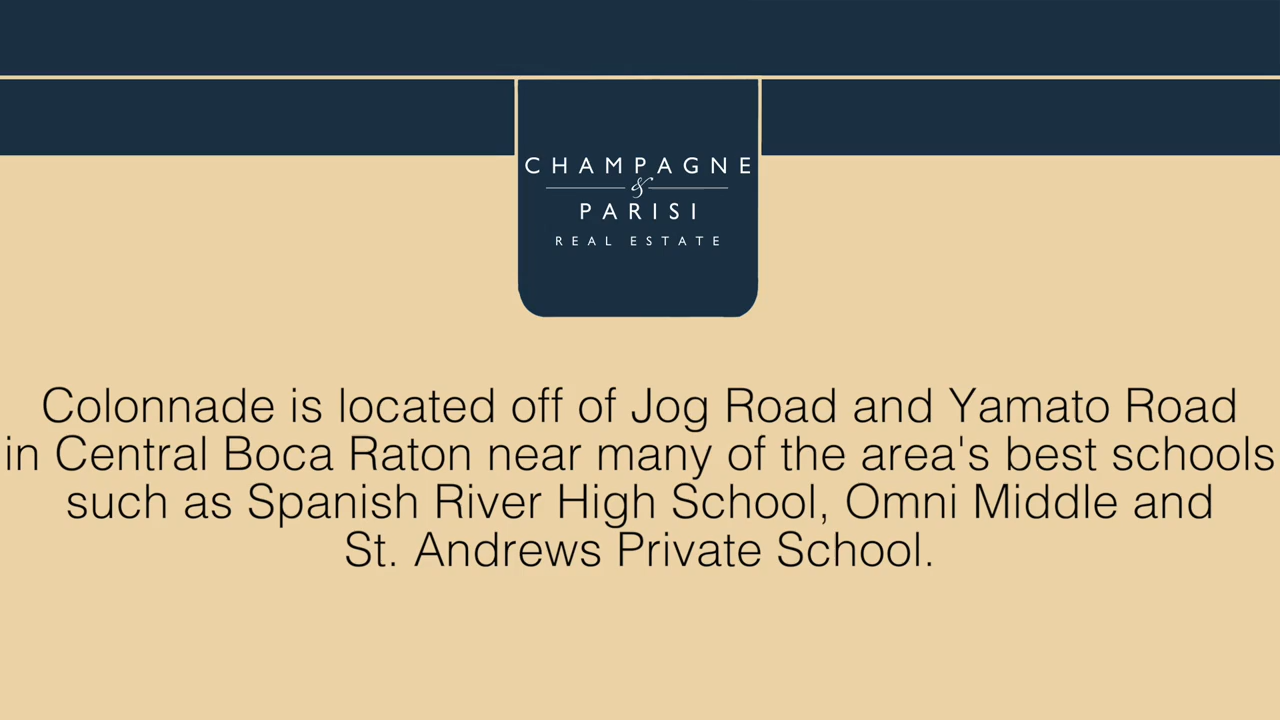 CHAMPAGNE
&
PARISI
REAL ESTATE
Colonnade is located off of Jog Road and Yamato Road
in Central Boca Raton near many of the area's best schools
such as Spanish River High School, Omni Middle and
St. Andrews Private School.